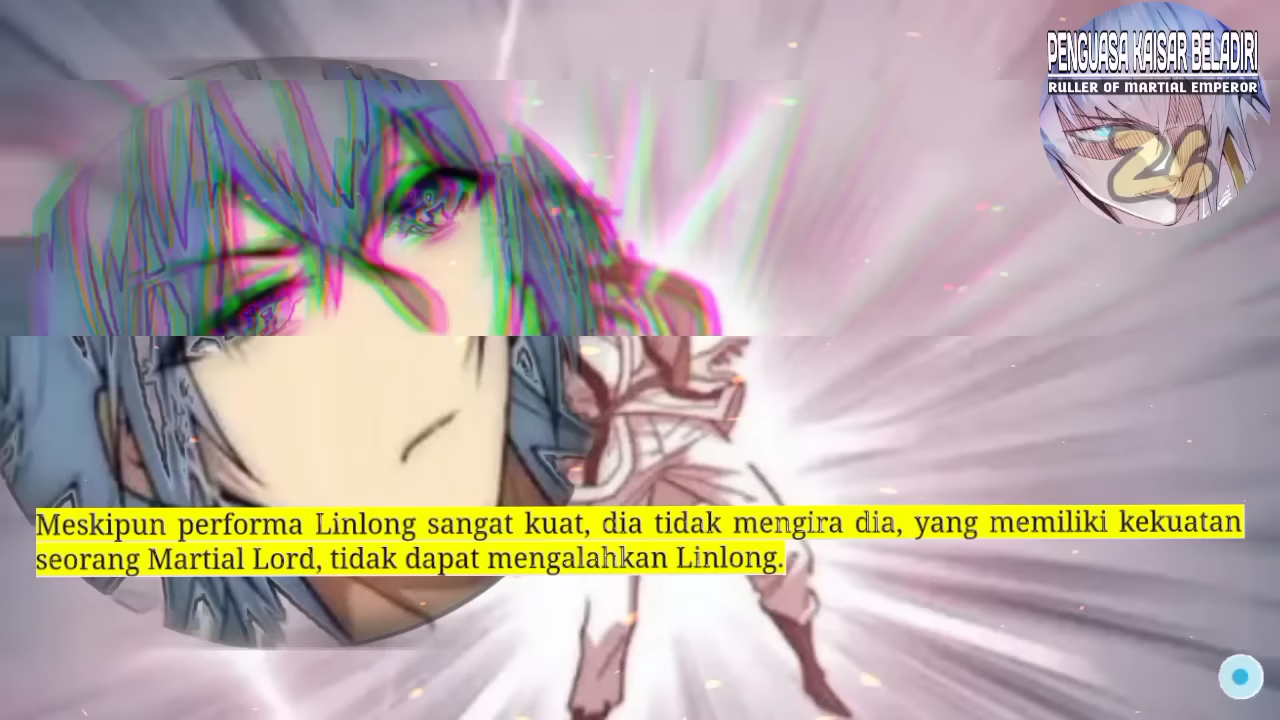 PENGUASA KAISAR BELADIRI
RULLER OF MARTIAL EMPEROR
26
Meskipun performa Linlong sangat kuat, dia tidak mengira dia, yang memiliki kekuatan
seorang Martial Lord, tidak dapat mengalahkan Linlong.